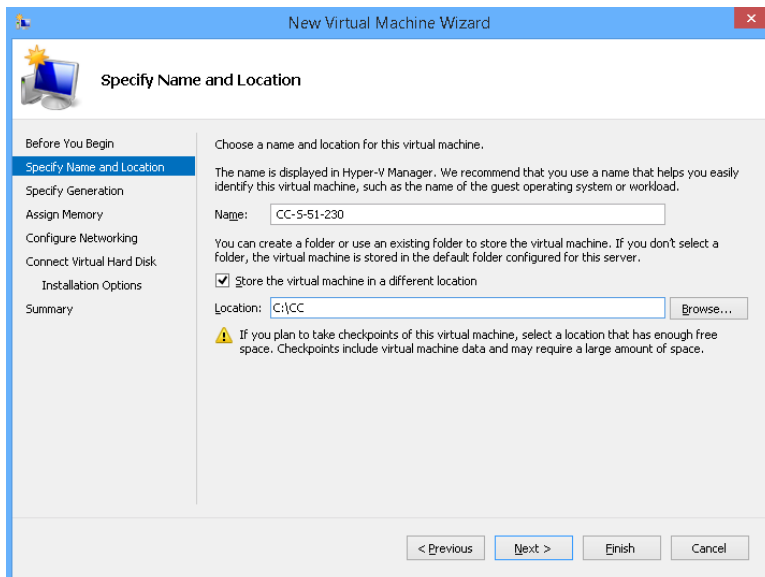 New Virtual Machine Wizard
Specify Name and Location
Before You Begin
Specify Name and Location
Specify Generation
Assign Memory
Configure Networking
Connect Virtual Hard Disk
Installation Options
Summary
Choose a name and location for this virtual machine.
The name is displayed in Hyper-V Manager. We recommend that you use a name that helps you easily
identify this virtual machine, such as the name of the guest operating system or workload.
Name: CC-S-51-230
You can create a folder or use an existing folder to store the virtual machine. If you don't select a
folder, the virtual machine is stored in the default folder configured for this server.
Store the virtual machine in a different location
Location: C:\CC Browse...
If you plan to take checkpoints of this virtual machine, select a location that has enough free
space. Checkpoints include virtual machine data and may require a large amount of space.
< Previous Next > Finish Cancel